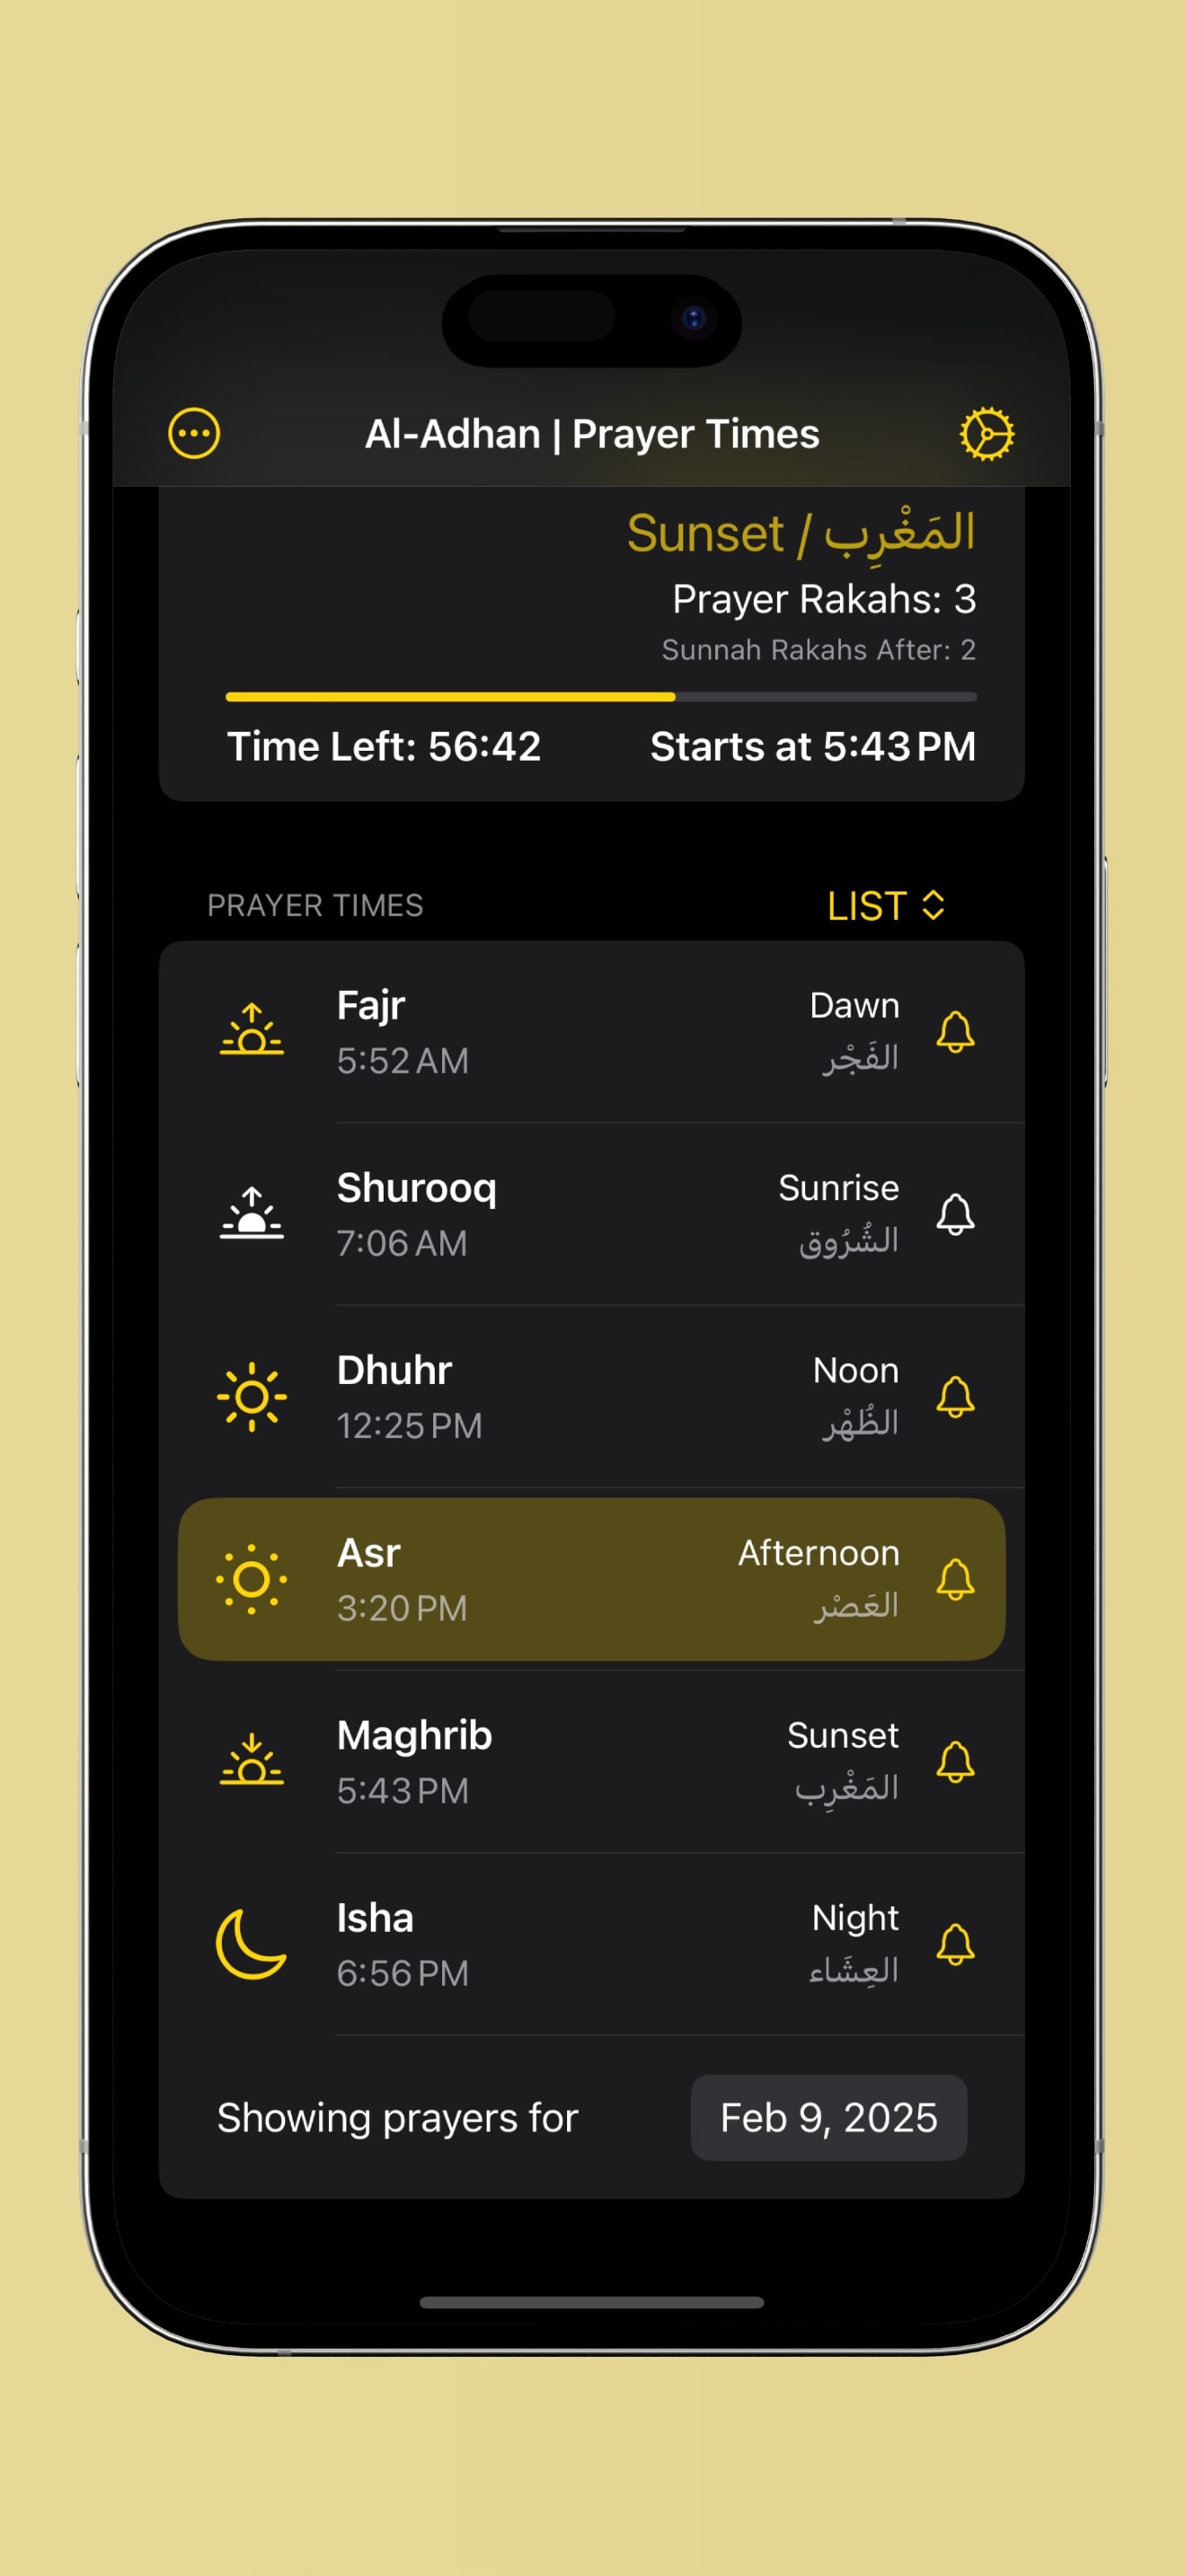 Al-Adhan | Prayer Times
Sunset / المَغْرِب
Prayer Rakahs: 3
Sunnah Rakahs After: 2
Time Left: 56:42
Starts at 5:43 PM
PRAYER TIMES
LIST
Fajr
5:52 AM
Dawn
الفَجْر
Shurooq
7:06 AM
Sunrise
الشُرُوق
Dhuhr
12:25 PM
Noon
الظُهْر
Asr
3:20 PM
Afternoon
العَصْر
Maghrib
5:43 PM
Sunset
المَغْرِب
Isha
6:56 PM
Night
العِشَاء
Showing prayers for
Feb 9, 2025